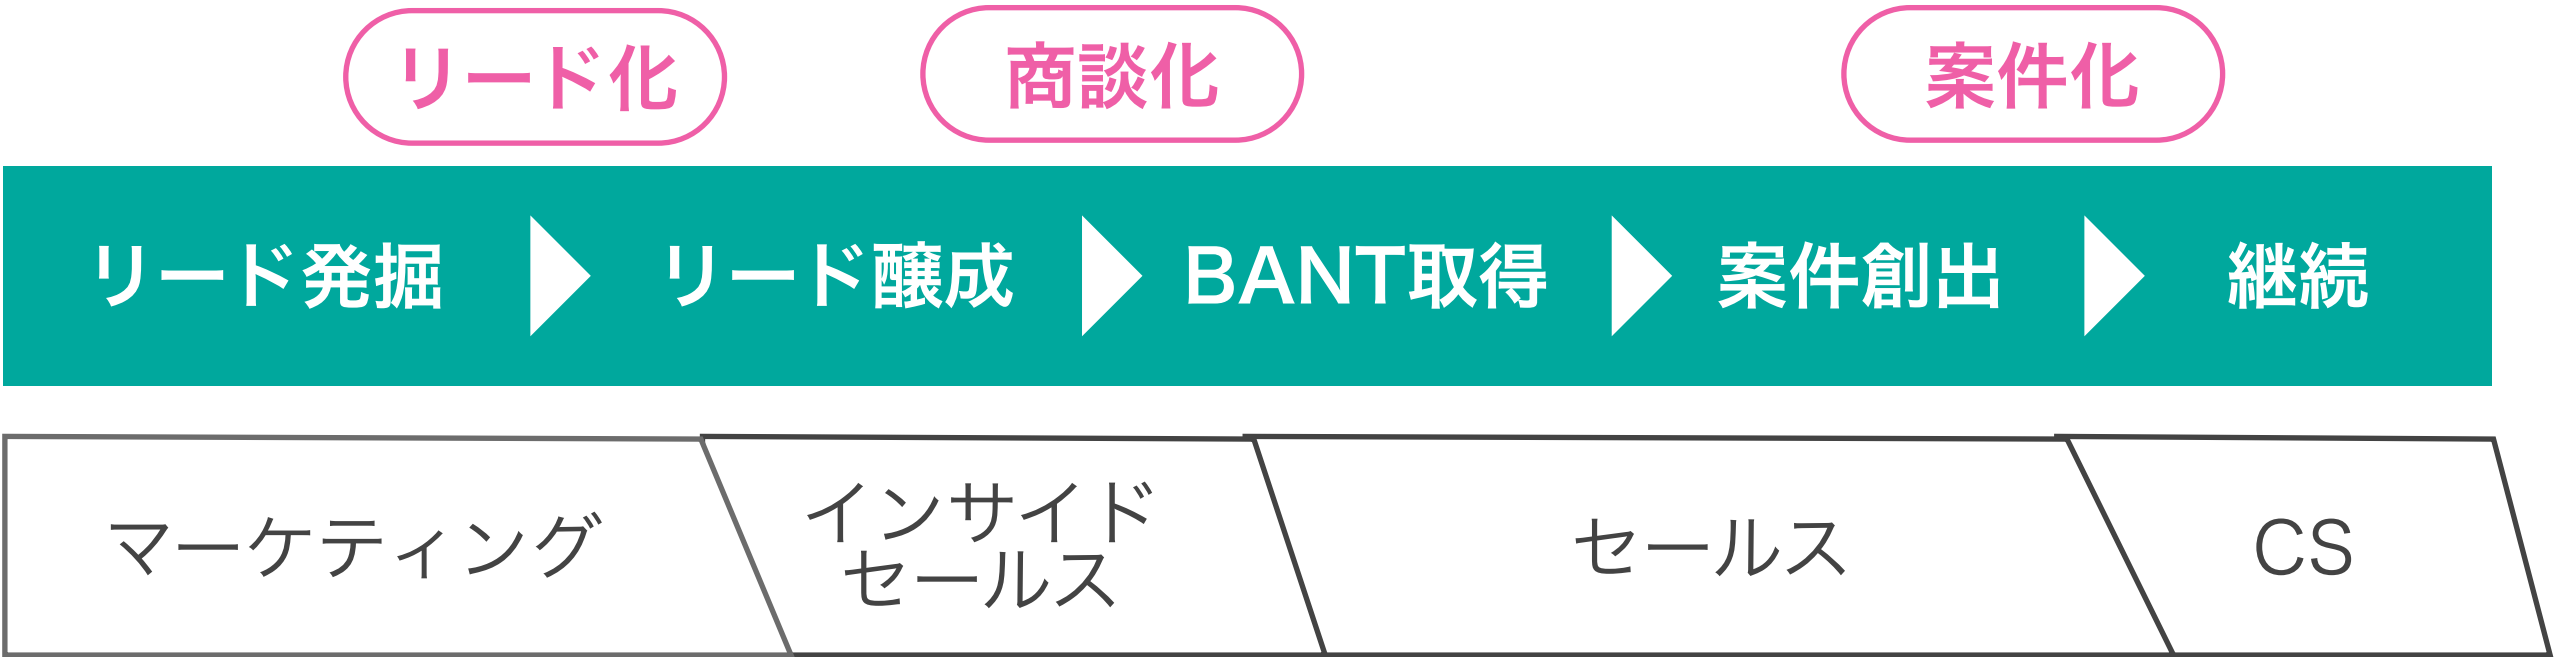 リード化
商談化
案件化
リード発掘
リード醸成
BANT取得
案件創出
継続
マーケティング
インサイド
セールス
セールス
CS